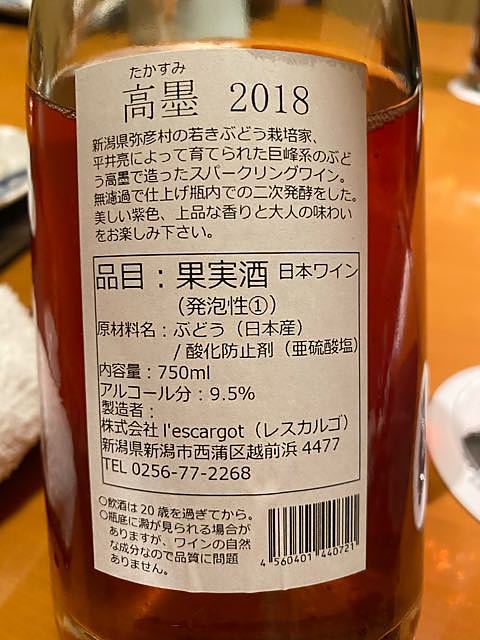 たかすみ
高墨 2018
新潟県弥彦村の若きぶどう栽培家、
平井亮によって育てられた巨峰系のぶど
う高墨で造ったスパークリングワイン。
無濾過で仕上げ瓶内での二次発酵をした。
美しい紫色、上品な香りと大人の味わい
をお楽しみ下さい。
品目：果実酒 日本ワイン
（発泡性①）
原材料名：ぶどう（日本産）
/ 酸化防止剤（亜硫酸塩）
内容量：750ml
アルコール分：9.5%
製造者：
株式会社 l'escargot（レスカルゴ）
新潟県新潟市西蒲区越前浜 4477
TEL 0256-77-2268
○飲酒は20歳を過ぎてから。
○瓶底に澱が見られる場合が
ありますが、ワインの自然
な成分なので品質に問題
ありません。
4 560401 440721